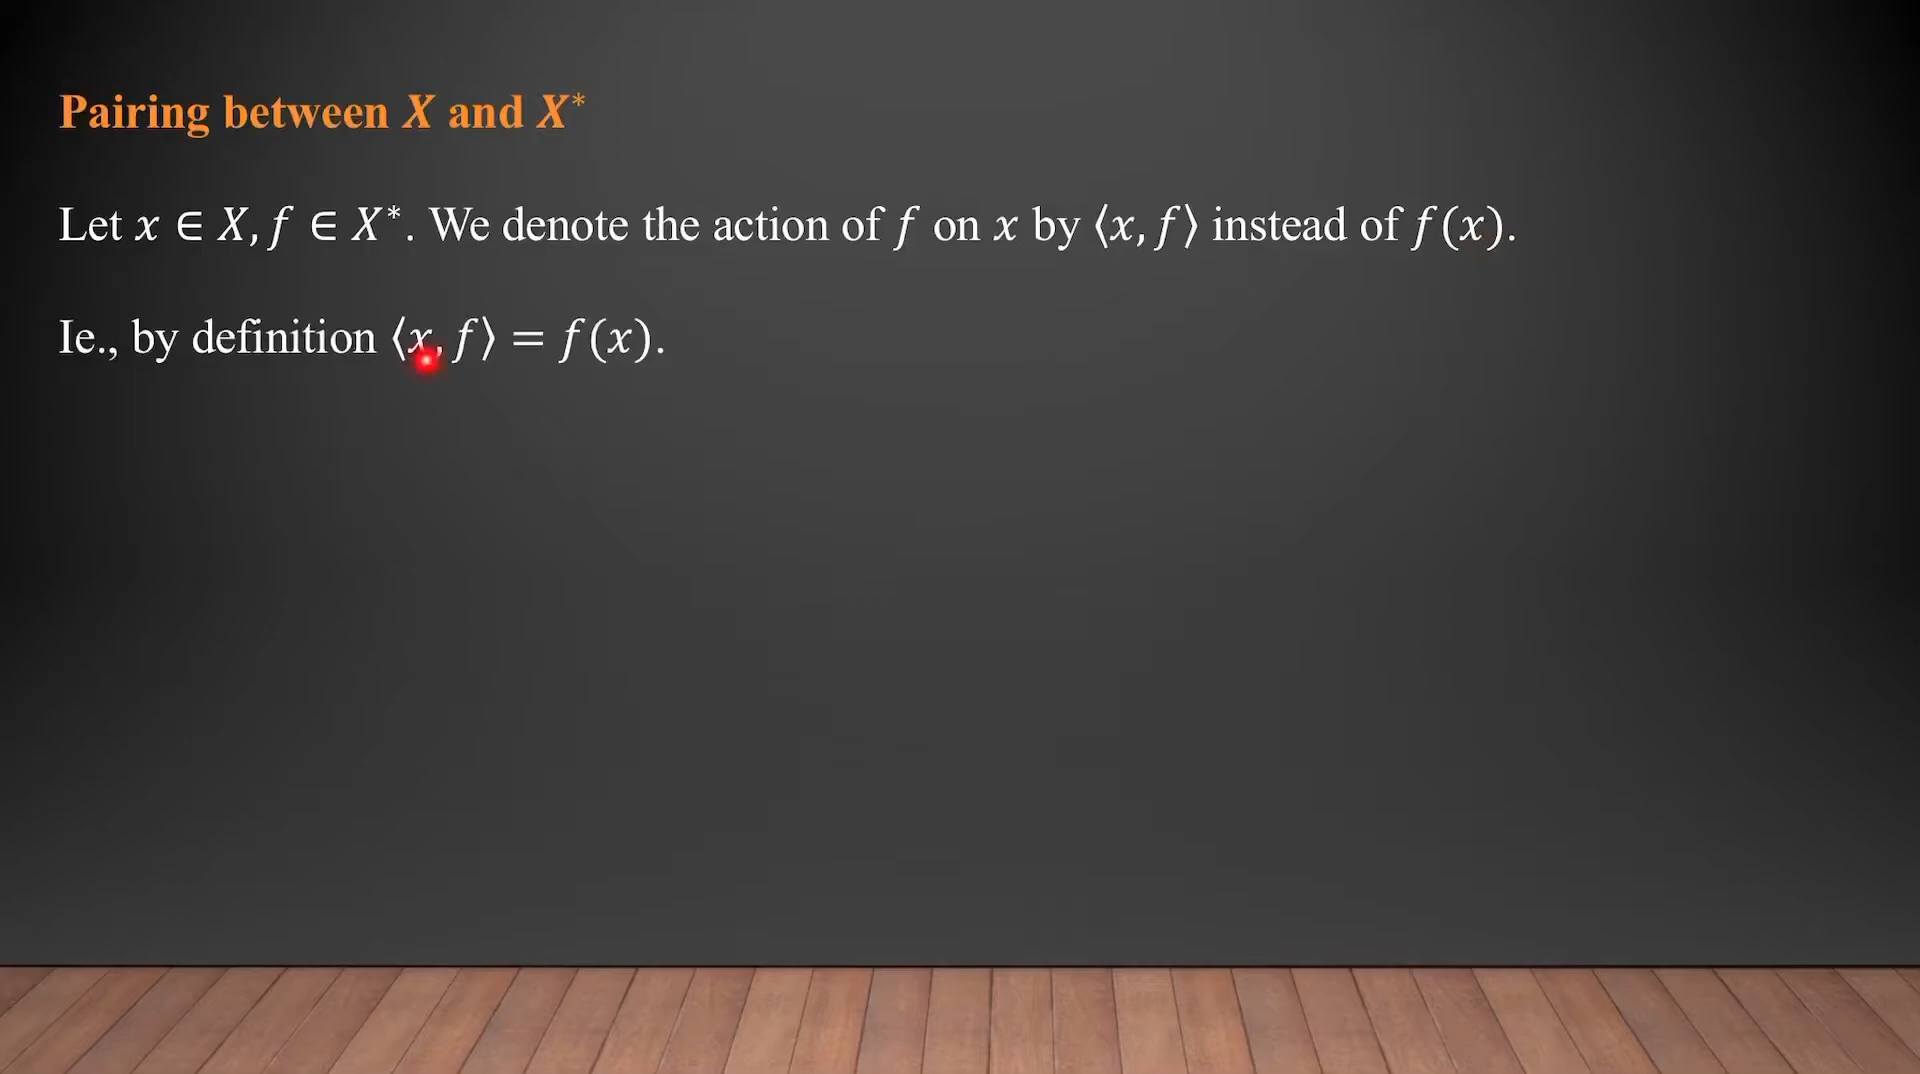 Pairing between X and X*
Let x ∈ X, f ∈ X*. We denote the action of f on x by ⟨x, f⟩ instead of f(x).
Ie., by definition ⟨x, f⟩ = f(x).